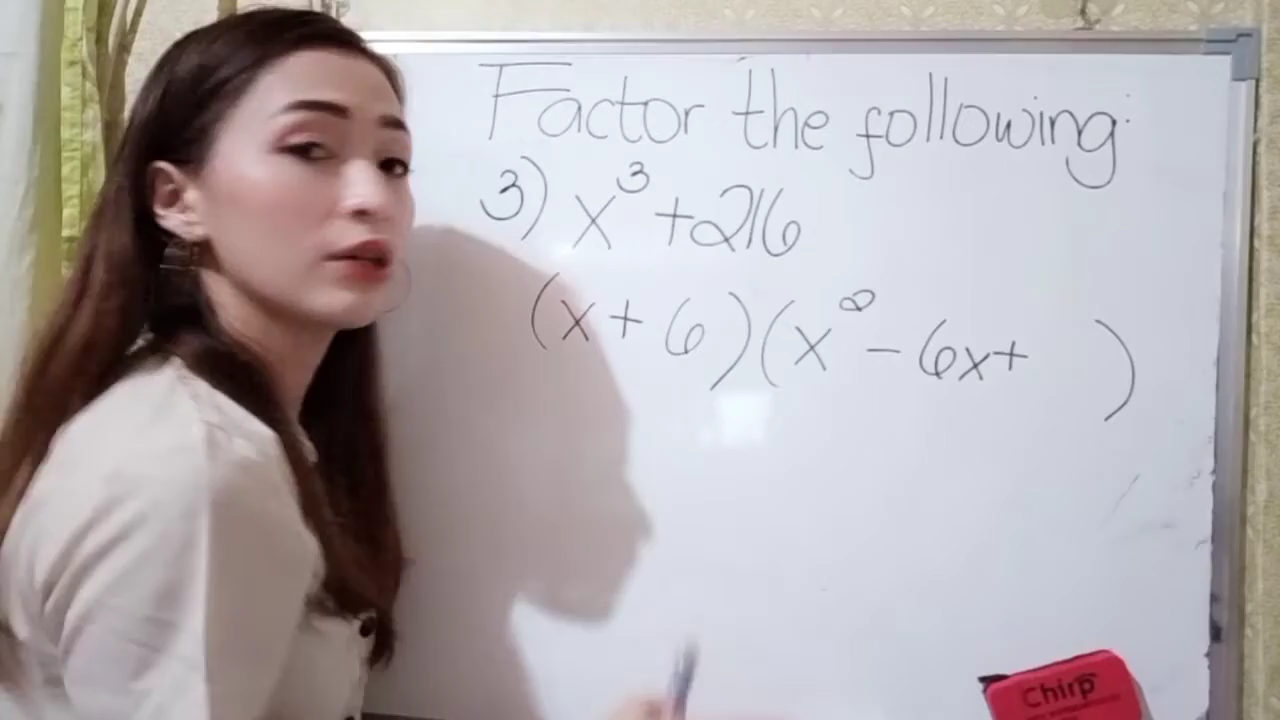 Factor the following:
3) x³ + 216
(x + 6)(x² - 6x + )
Chirp